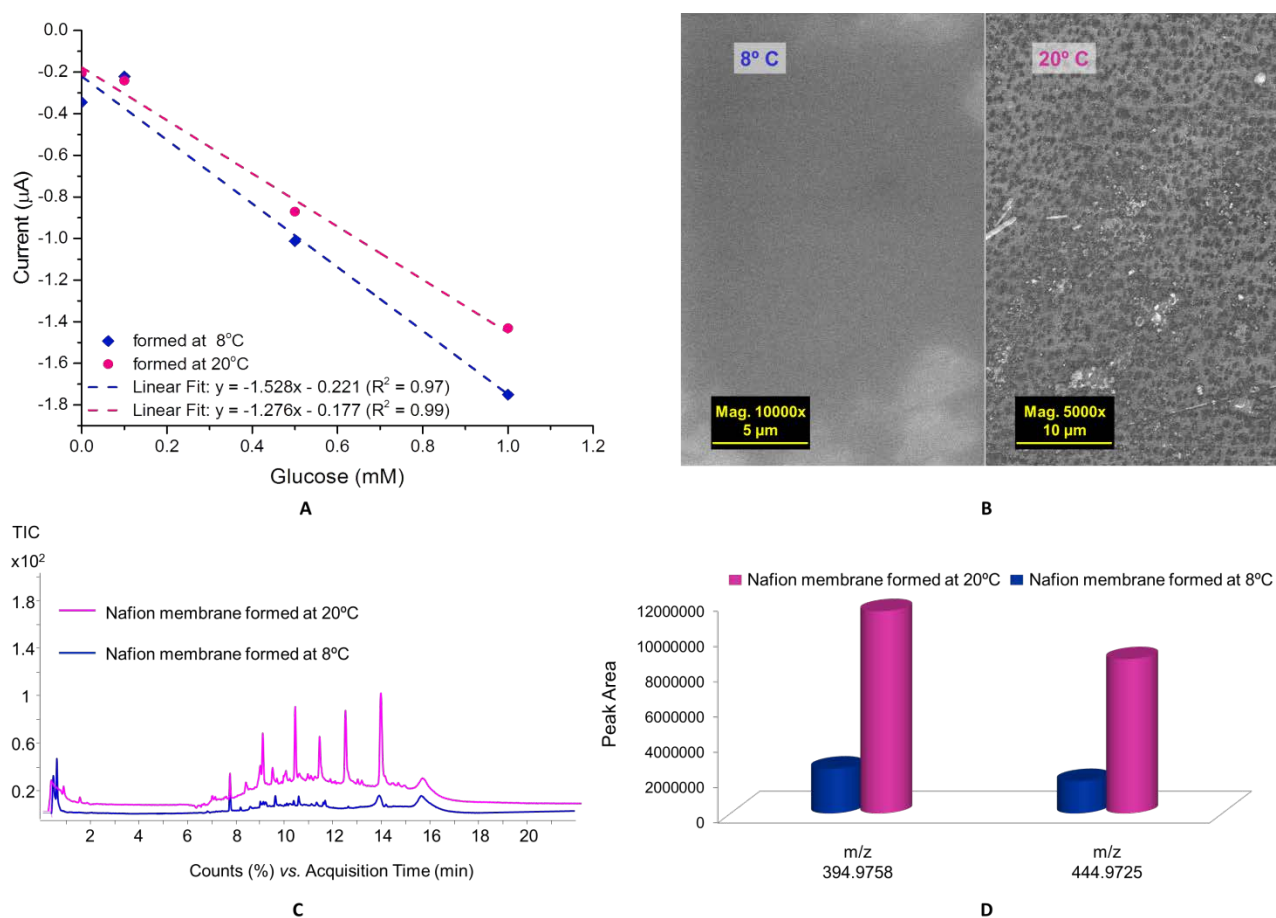 0.0
-0.2
-0.4
-0.6
-0.8
-1.0
-1.2
-1.4
-1.6
-1.8
Current (μA)
formed at 8°C
formed at 20°C
Linear Fit: y = -1.528x - 0.221 (R² = 0.97)
Linear Fit: y = -1.276x - 0.177 (R² = 0.99)
0.0 0.2 0.4 0.6 0.8 1.0 1.2
Glucose (mM)
A
8º C
20º C
Mag. 10000x
5 µm
Mag. 5000x
10 µm
B
TIC
x10²
1.8
1.4
1
0.6
0.2
Nafion membrane formed at 20ºC
Nafion membrane formed at 8ºC
2 4 6 8 10 12 14 16 18 20
Counts (%) vs. Acquisition Time (min)
C
Nafion membrane formed at 20ºC
Nafion membrane formed at 8ºC
12000000
10000000
8000000
6000000
4000000
2000000
0
Peak Area
m/z
394.9758
m/z
444.9725
D